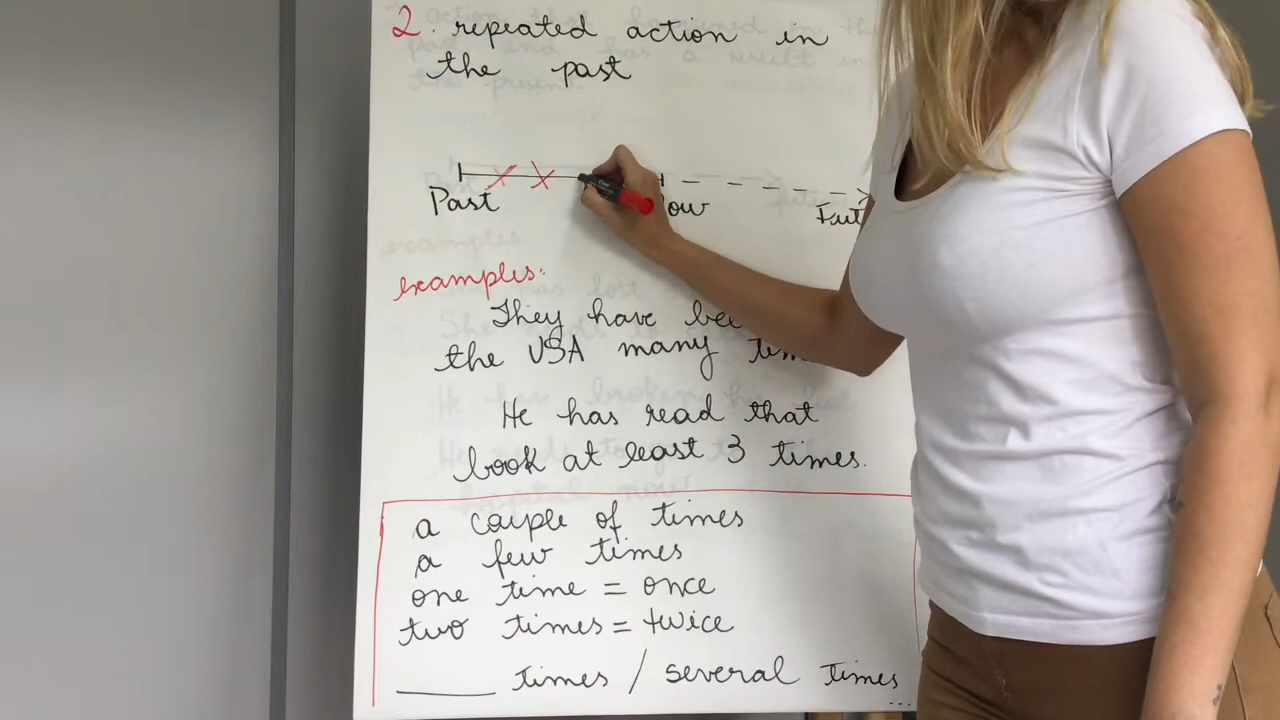 2. repeated action in
the past
Past
examples:
They have
the USA many
He has read that
book at least 3 times.
a couple of times
a few times
one time = once
two times = twice
____ times / several times
...